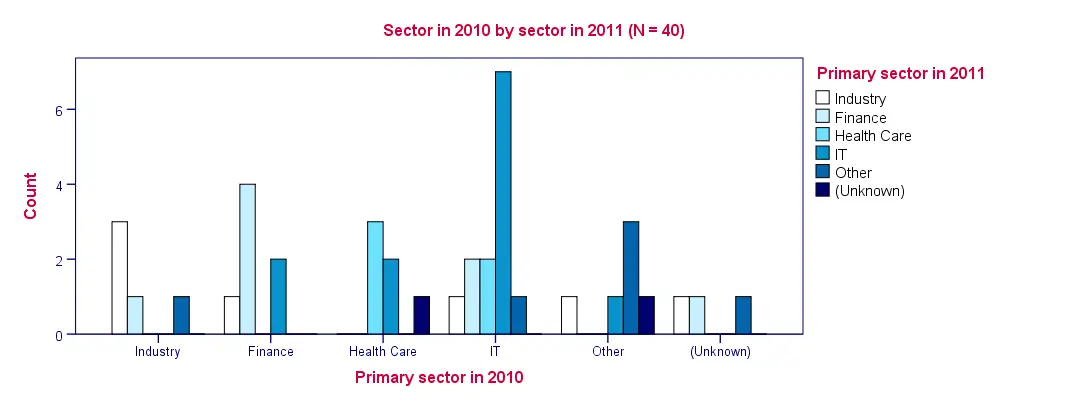 Sector in 2010 by sector in 2011 (N = 40)
Primary sector in 2011
Industry
Finance
Health Care
IT
Other
(Unknown)
Count
6
4
2
0
Industry Finance Health Care IT Other (Unknown)
Primary sector in 2010